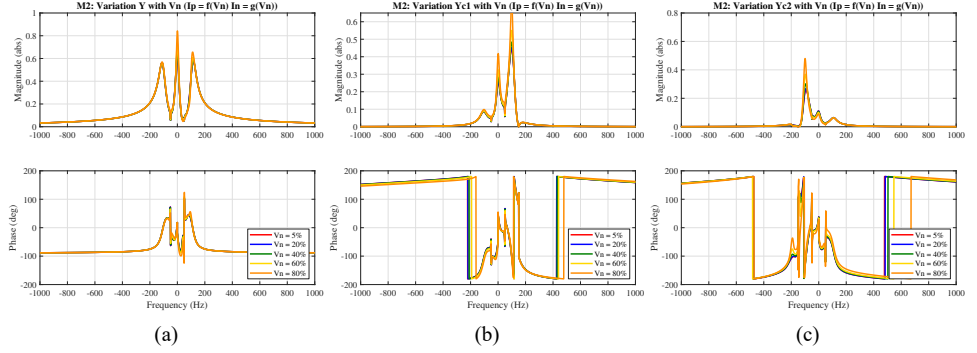 M2: Variation Y with Vn (Ip = f(Vn) In = g(Vn))
Magnitude (abs)
1
0.8
0.6
0.4
0.2
0
-1000 -800 -600 -400 -200 0 200 400 600 800 1000
Phase (deg)
200
100
0
-100
-200
-1000 -800 -600 -400 -200 0 200 400 600 800 1000
Frequency (Hz)
Vn = 5%
Vn = 20%
Vn = 40%
Vn = 60%
Vn = 80%
(a)
M2: Variation Yc1 with Vn (Ip = f(Vn) In = g(Vn))
Magnitude (abs)
0.6
0.4
0.2
0
-1000 -800 -600 -400 -200 0 200 400 600 800 1000
Phase (deg)
200
100
0
-100
-200
-1000 -800 -600 -400 -200 0 200 400 600 800 1000
Frequency (Hz)
Vn = 5%
Vn = 20%
Vn = 40%
Vn = 60%
Vn = 80%
(b)
M2: Variation Yc2 with Vn (Ip = f(Vn) In = g(Vn))
Magnitude (abs)
0.8
0.6
0.4
0.2
0
-1000 -800 -600 -400 -200 0 200 400 600 800 1000
Phase (deg)
200
100
0
-100
-200
-1000 -800 -600 -400 -200 0 200 400 600 800 1000
Frequency (Hz)
Vn = 5%
Vn = 20%
Vn = 40%
Vn = 60%
Vn = 80%
(c)